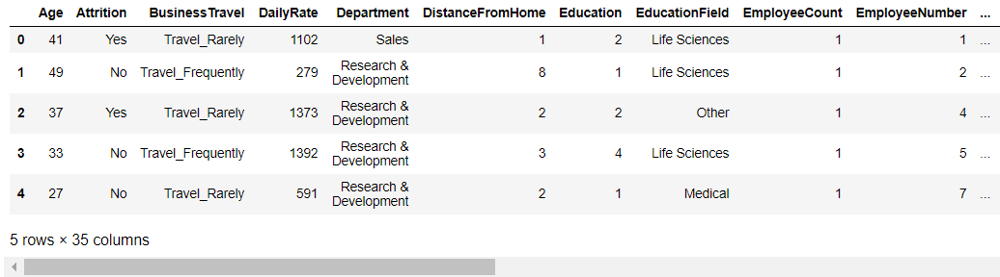 Age Attrition BusinessTravel DailyRate Department DistanceFromHome Education EducationField EmployeeCount EmployeeNumber ...
0 41 Yes Travel_Rarely 1102 Sales 1 2 Life Sciences 1 1 ...
1 49 No Travel_Frequently 279 Research & Development 8 1 Life Sciences 1 2 ...
2 37 Yes Travel_Rarely 1373 Research & Development 2 2 Other 1 4 ...
3 33 No Travel_Frequently 1392 Research & Development 3 4 Life Sciences 1 5 ...
4 27 No Travel_Rarely 591 Research & Development 2 1 Medical 1 7 ...
5 rows × 35 columns